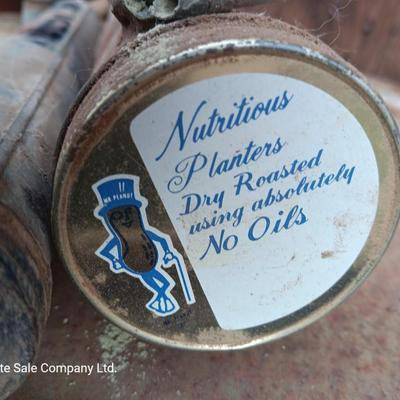 Nutritious
Planters
Dry Roasted
using absolutely
No Oils
MR PEANUT
te Sale Company Ltd.